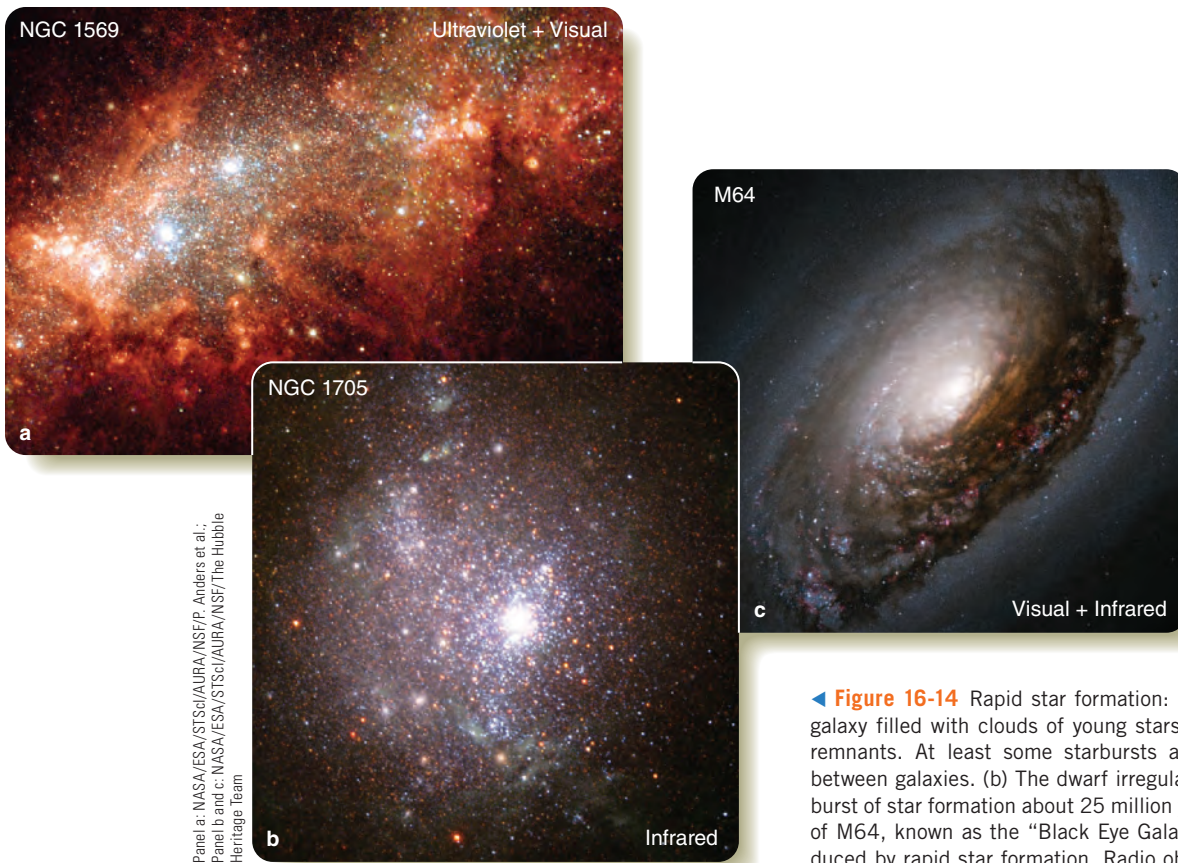 NGC 1569
Ultraviolet + Visual
a
M64
c
Visual + Infrared
NGC 1705
b
Infrared
Panel a: NASA/ESA/STScI/AURA/NSF/P. Anders et al.;
Panel b and c: NASA/ESA/STScI/AURA/NSF/The Hubble
Heritage Team
◀ Figure 16-14 Rapid star formation:
galaxy filled with clouds of young stars
remnants. At least some starbursts a
between galaxies. (b) The dwarf irregula
burst of star formation about 25 million
of M64, known as the “Black Eye Gala
duced by rapid star formation. Radio ob